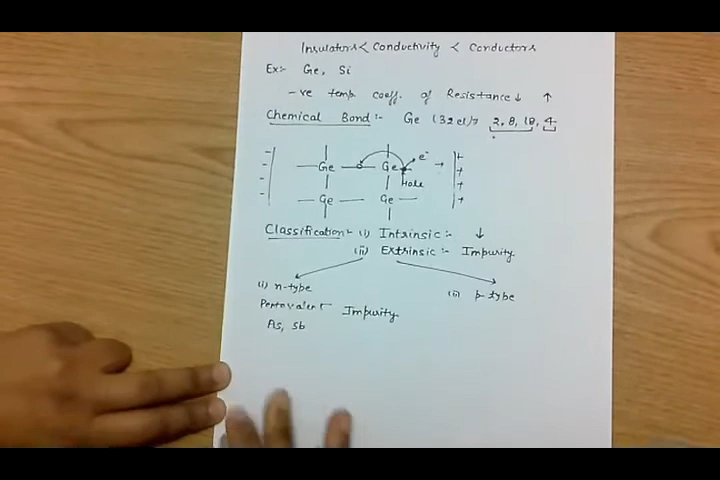 Insulators < Conductivity < Conductors
Ex:- Ge, Si
-ve temp coeff. of Resistance ↓ ↑
Chemical Bond:- Ge (32 el)= 2, 8, 18, 4
Ge Ge e⁻ → +
Hole
Ge Ge
Classification:- (i) Intrinsic:- ↓
(ii) Extrinsic:- Impurity
(i) n-type (ii) p-type
Pentavalent Impurity
As, Sb